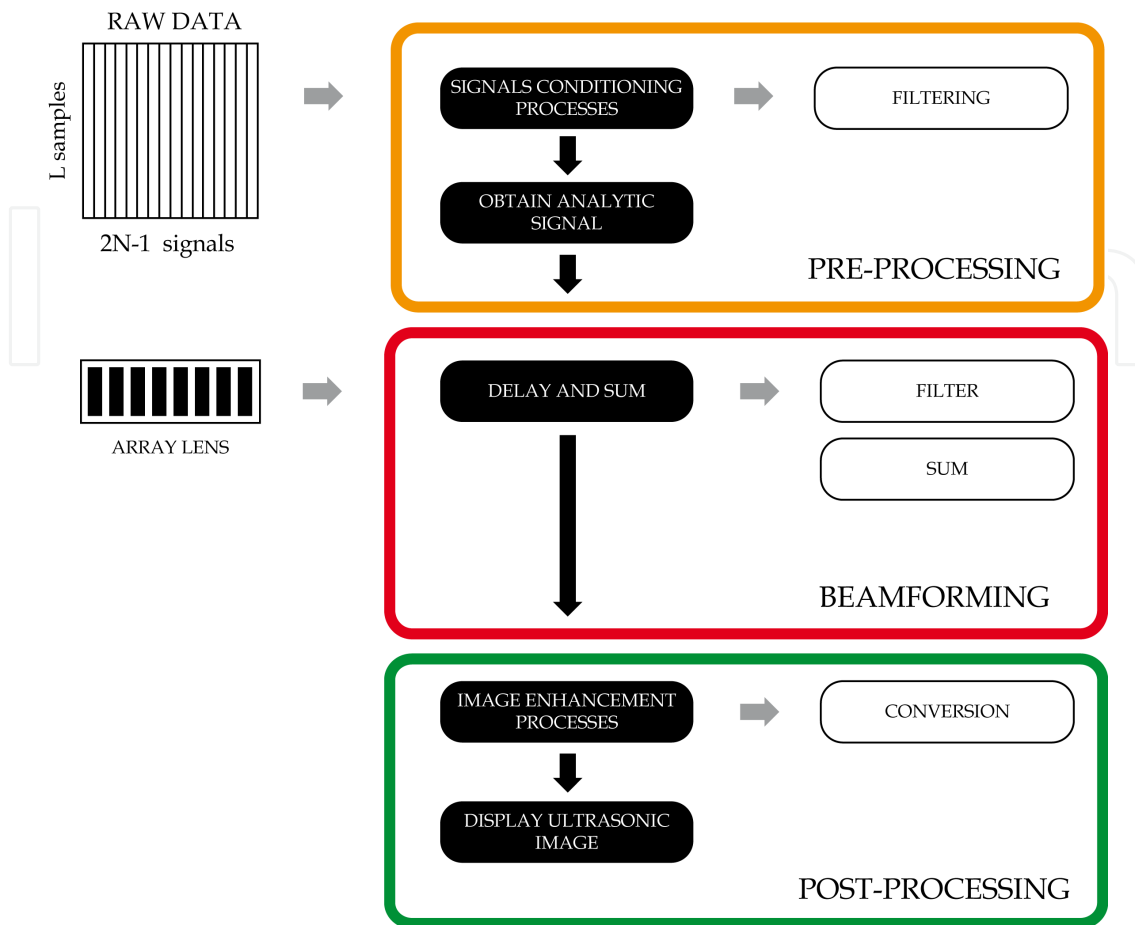 RAW DATA
L samples
2N-1 signals
SIGNALS CONDITIONING
PROCESSES
FILTERING
OBTAIN ANALYTIC
SIGNAL
PRE-PROCESSING
ARRAY LENS
DELAY AND SUM
FILTER
SUM
BEAMFORMING
IMAGE ENHANCEMENT
PROCESSES
CONVERSION
DISPLAY ULTRASONIC
IMAGE
POST-PROCESSING